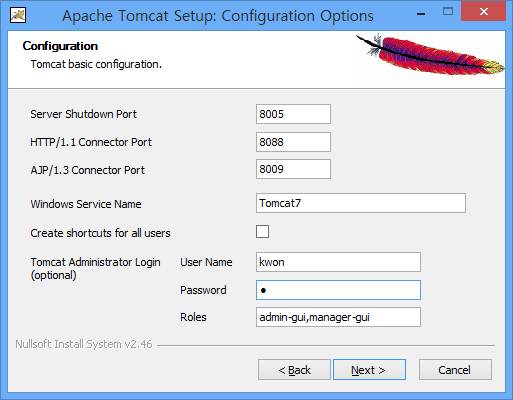 Apache Tomcat Setup: Configuration Options
Configuration
Tomcat basic configuration.
Server Shutdown Port 8005
HTTP/1.1 Connector Port 8088
AJP/1.3 Connector Port 8009
Windows Service Name Tomcat7
Create shortcuts for all users
Tomcat Administrator Login User Name kwon
(optional)
Password ●
Roles admin-gui,manager-gui
Nullsoft Install System v2.46
< Back Next > Cancel